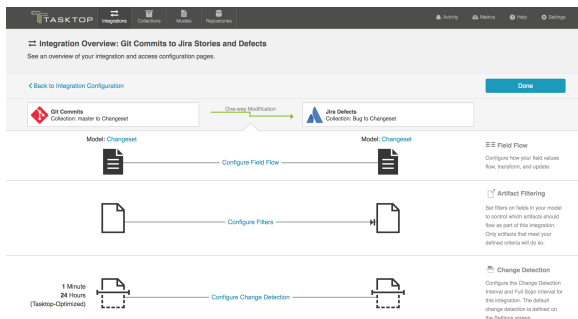 TASKTOP
Integrations
Collections
Models
Repositories
Activity
Metrics
Help
Settings
Integration Overview: Git Commits to Jira Stories and Defects
See an overview of your integration and access configuration pages.
Back to Integration Configuration
Done
Git Commits
Collection: master to Changeset
One-way Modification
Jira Defects
Collection: Bug to Changeset
Model: Changeset
Model: Changeset
Configure Field Flow
Field Flow
Configure how your field values
flow, transform, and update.
Configure Filters
Artifact Filtering
Set filters on fields in your model
to control which artifacts should
flow as part of this integration.
Only artifacts that meet your
defined criteria will do so.
1 Minute
24 Hours
(Tasktop-Optimized)
Configure Change Detection
Change Detection
Configure the Change Detection
Interval and Full Scan Interval for
this integration. The default
change detection is defined on
the Settings screen.